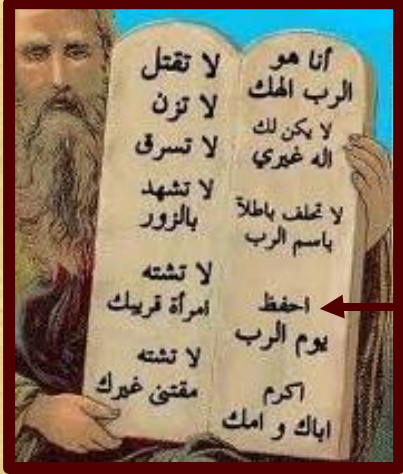 أنا هو
الرب الهك
لا يكن لك
اله غيري
لا تحلف باطلاً
باسم الرب
احفظ
يوم الرب
اكرم
اباك و امك
لا تقتل
لا تزن
لا تسرق
لا تشهد
بالزور
لا تشته
امرأة قريبك
لا تشته
مقتنى غيرك